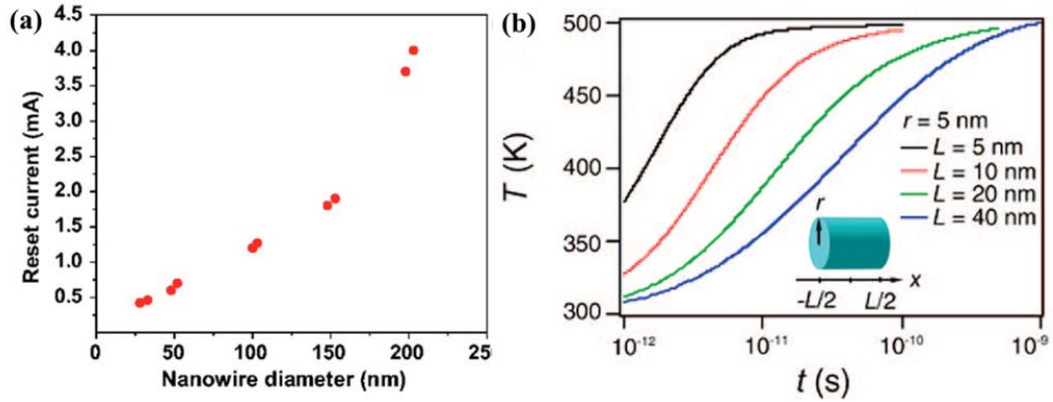 (a)
Reset current (mA)
4.5
4.0
3.5
3.0
2.5
2.0
1.5
1.0
0.5
0
50
100
150
200
25
Nanowire diameter (nm)
(b)
T (K)
500
450
400
350
300
r = 5 nm
L = 5 nm
L = 10 nm
L = 20 nm
L = 40 nm
r
x
-L/2
L/2
10⁻¹²
10⁻¹¹
10⁻¹⁰
10⁻⁹
t (s)